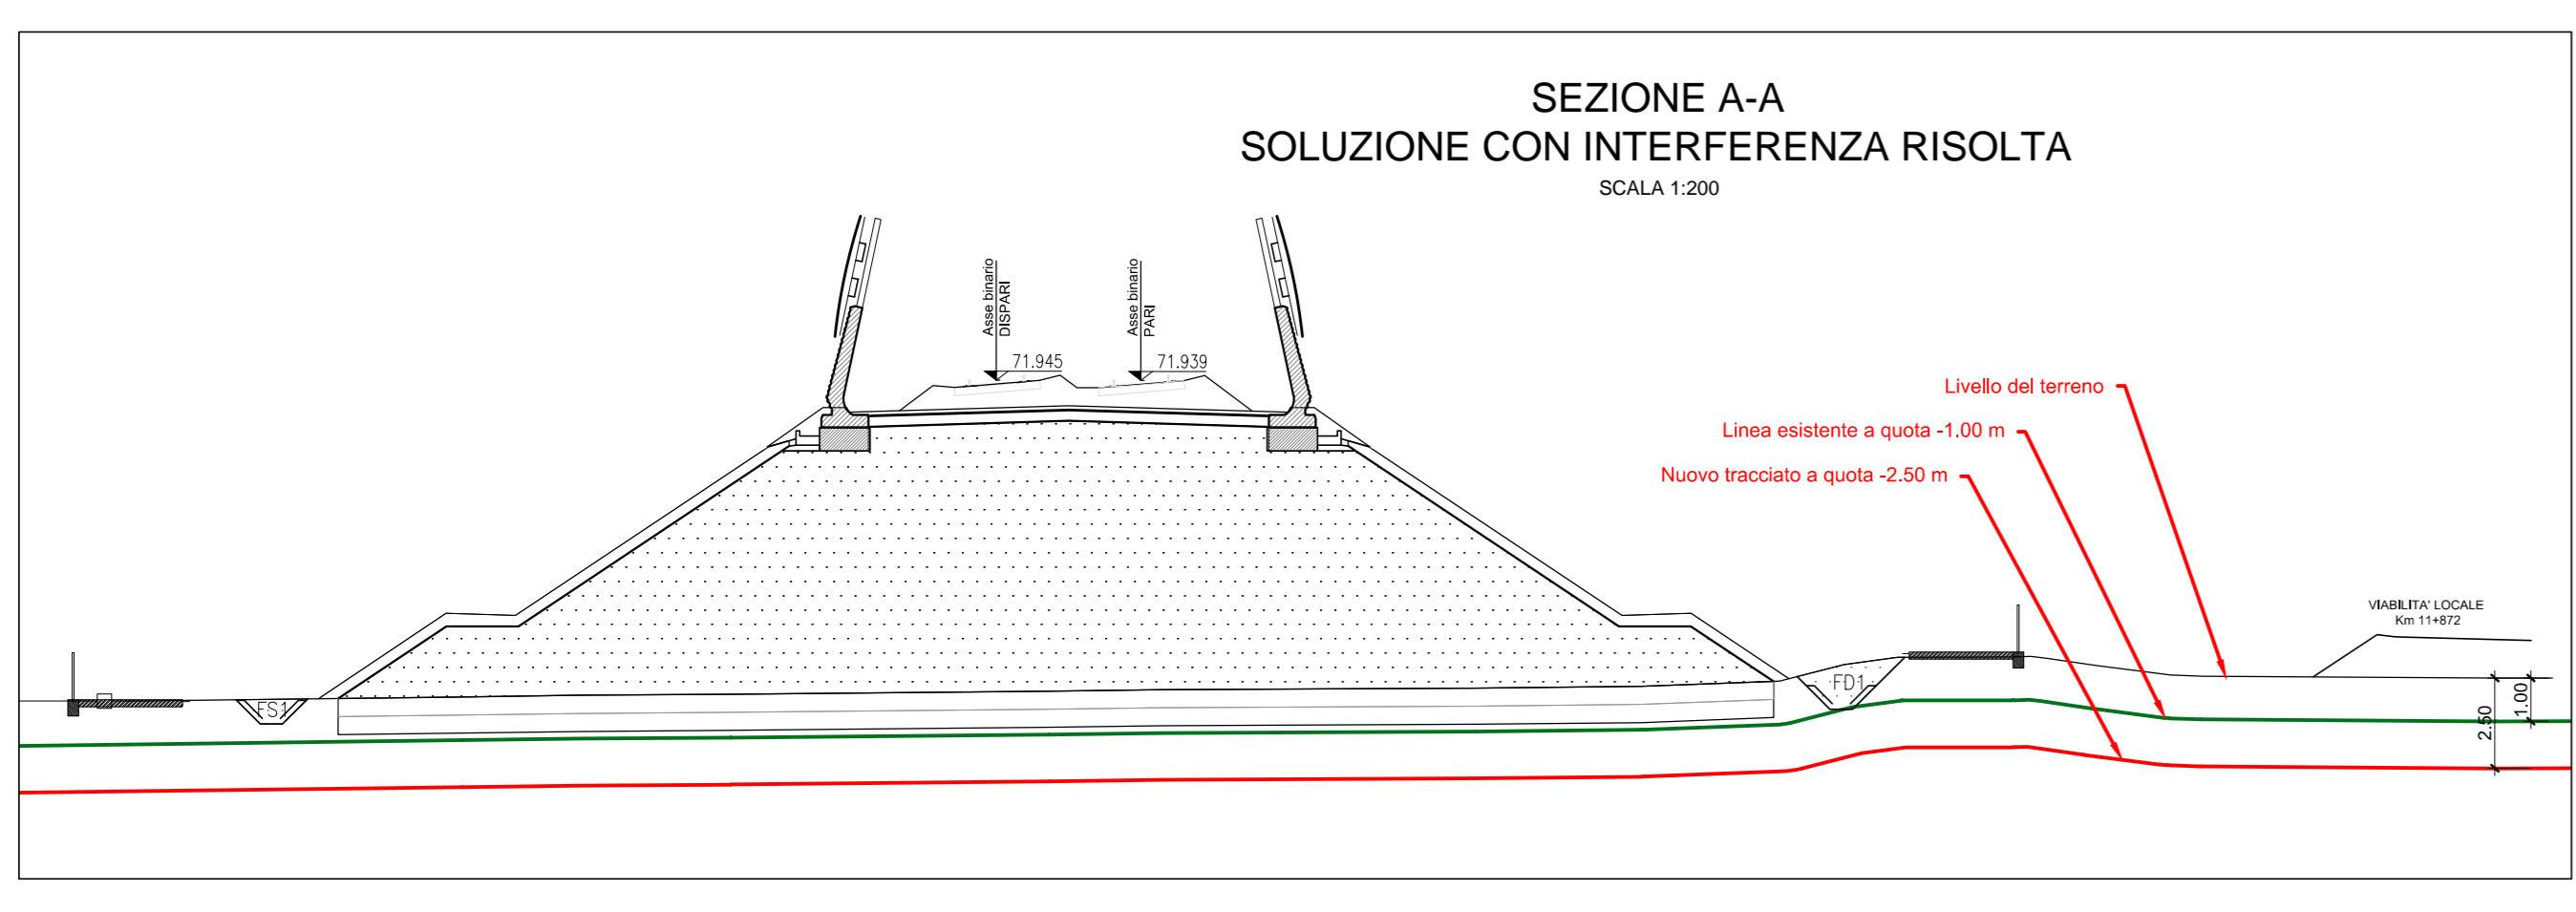 SEZIONE A-A
SOLUZIONE CON INTERFERENZA RISOLTA
SCALA 1:200
Asse binario
DISPARI
Asse binario
PARI
71.945
71.939
Livello del terreno
Linea esistente a quota -1.00 m
Nuovo tracciato a quota -2.50 m
VIABILITA' LOCALE
Km 11+872
FS1
FD1
2.50
1.00